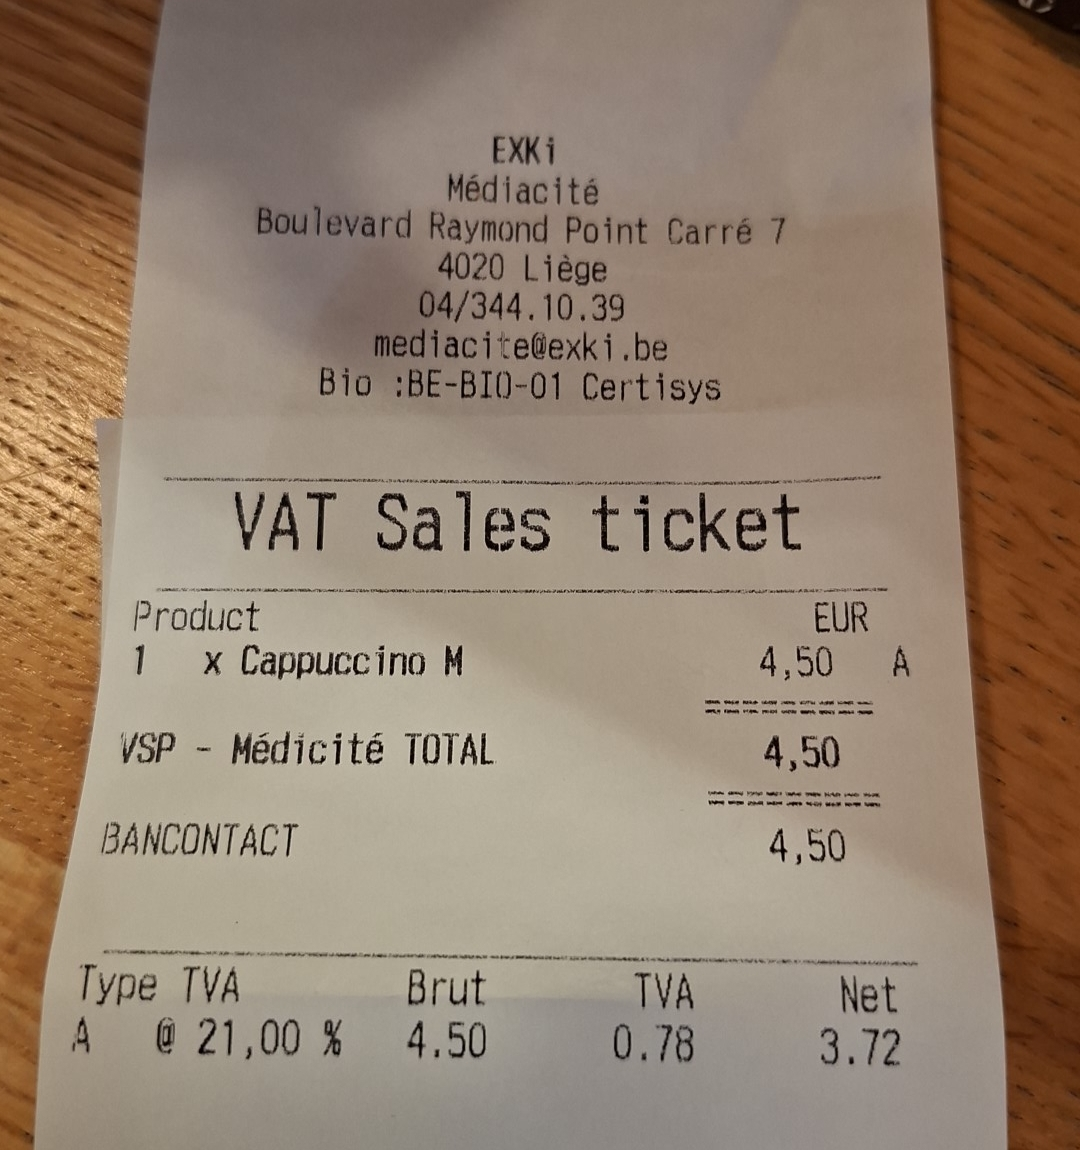 EXKi
Médiacité
Boulevard Raymond Point Carré 7
4020 Liège
04/344.10.39
mediacite@exki.be
Bio :BE-BIO-01 Certisys
VAT Sales ticket
Product EUR
1 x Cappuccino M 4,50 A
VSP - Médicité TOTAL 4,50
BANCONTACT 4,50
Type TVA Brut TVA Net
A @ 21,00 % 4.50 0.78 3.72